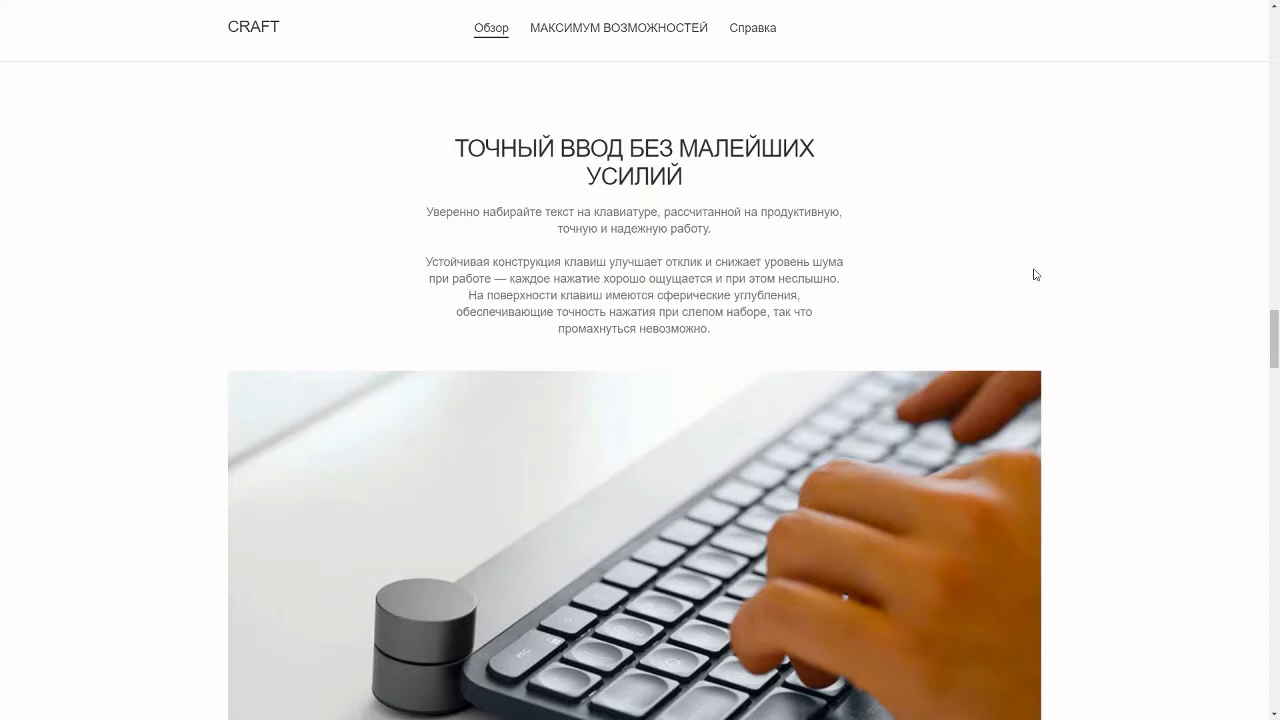 CRAFT
Обзор
МАКСИМУМ ВОЗМОЖНОСТЕЙ
Справка
ТОЧНЫЙ ВВОД БЕЗ МАЛЕЙШИХ
УСИЛИЙ
Уверенно набирайте текст на клавиатуре, рассчитанной на продуктивную,
точную и надежную работу.
Устойчивая конструкция клавиш улучшает отклик и снижает уровень шума
при работе — каждое нажатие хорошо ощущается и при этом неслышно.
На поверхности клавиш имеются сферические углубления,
обеспечивающие точность нажатия при слепом наборе, так что
промахнуться невозможно.
esc